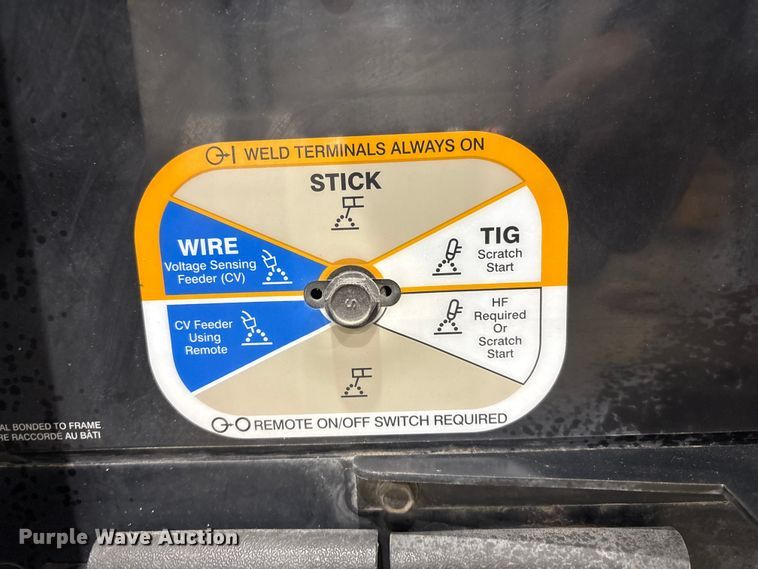 WELD TERMINALS ALWAYS ON
STICK
WIRE
Voltage Sensing
Feeder (CV)
TIG
Scratch
Start
CV Feeder
Using
Remote
HF
Required
Or
Scratch
Start
REMOTE ON/OFF SWITCH REQUIRED
AL BONDED TO FRAME
RE RACCORDÉ AU BÂTI
Purple Wave Auction